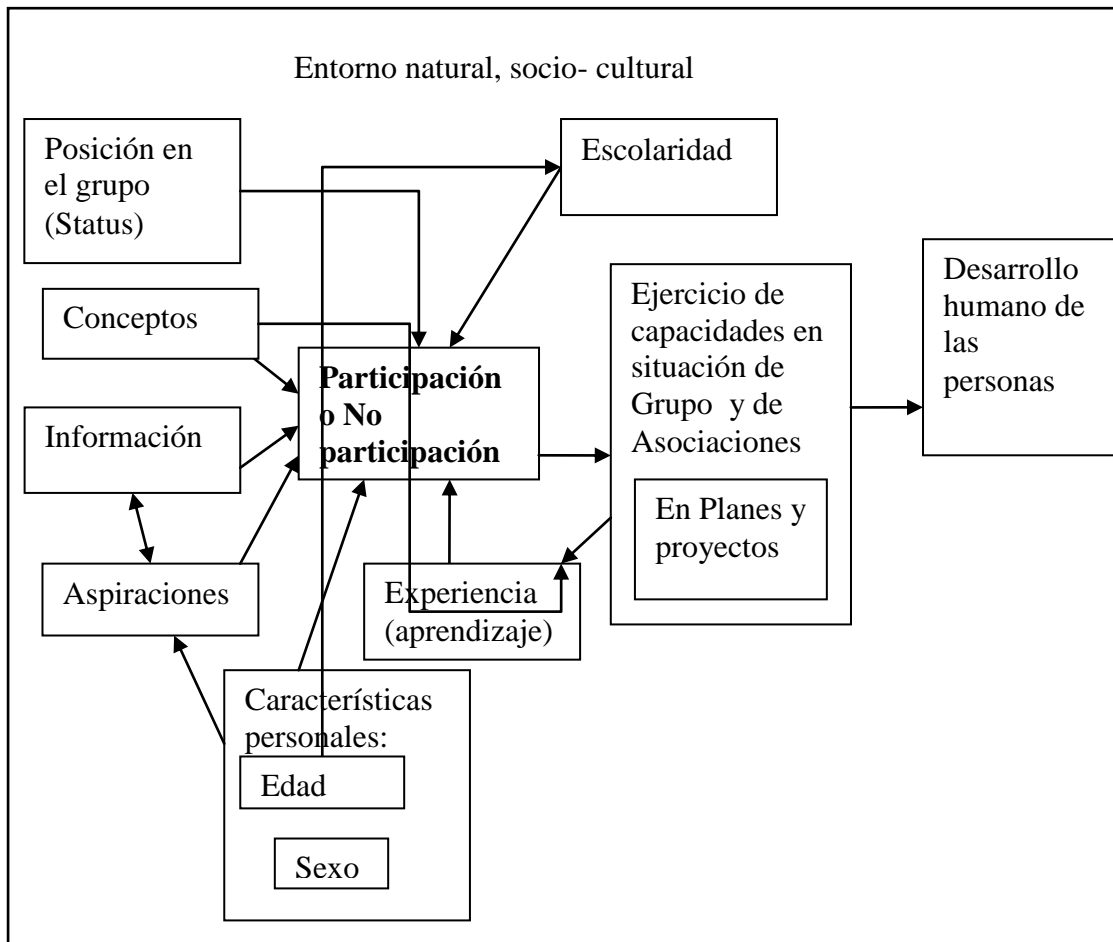 Entorno natural, socio- cultural
Posición en
el grupo
(Status)
Escolaridad
Conceptos
Información
Aspiraciones
Participación
o No
participación
Ejercicio de
capacidades en
situación de
Grupo  y de
Asociaciones
En Planes y
proyectos
Desarrollo
humano de
las
personas
Experiencia
(aprendizaje)
Características
personales:
Edad
Sexo